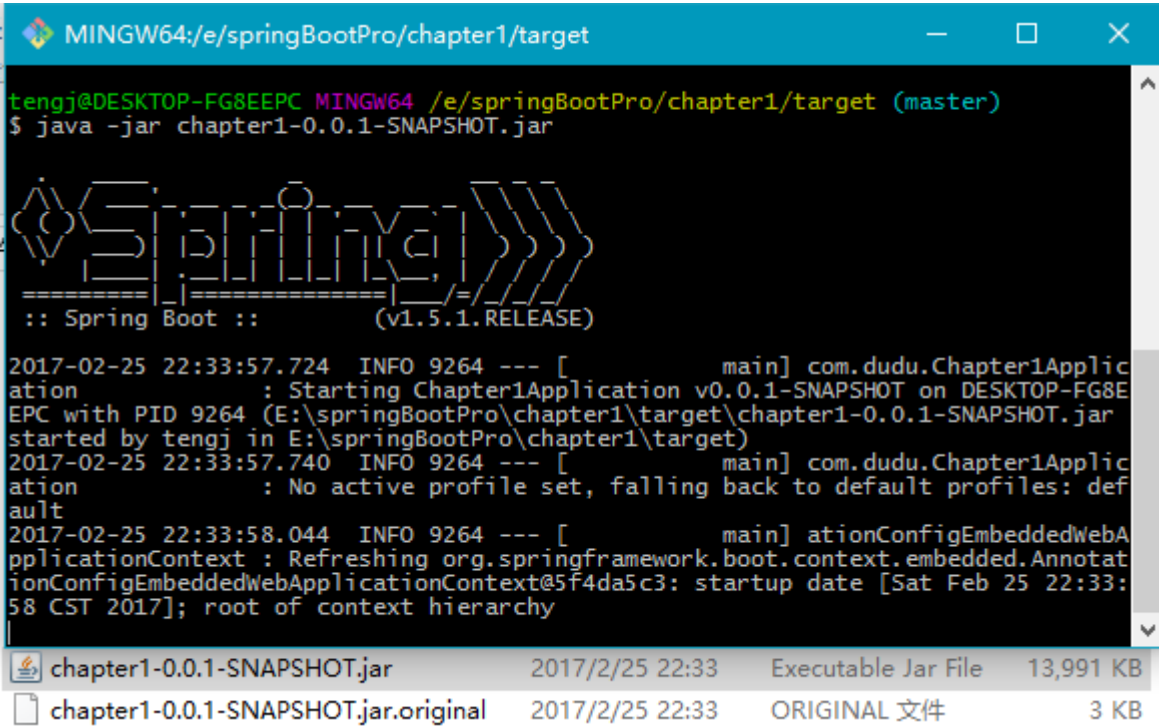 MINGW64:/e/springBootPro/chapter1/target
tengj@DESKTOP-FG8EEPC MINGW64 /e/springBootPro/chapter1/target (master)
$ java -jar chapter1-0.0.1-SNAPSHOT.jar
Spring
:: Spring Boot :: (v1.5.1.RELEASE)
2017-02-25 22:33:57.724  INFO 9264 --- [           main] com.dudu.Chapter1Applic
ation            : Starting Chapter1Application v0.0.1-SNAPSHOT on DESKTOP-FG8E
EPC with PID 9264 (E:\springBootPro\chapter1\target\chapter1-0.0.1-SNAPSHOT.jar
started by tengj in E:\springBootPro\chapter1\target)
2017-02-25 22:33:57.740  INFO 9264 --- [           main] com.dudu.Chapter1Applic
ation            : No active profile set, falling back to default profiles: def
ault
2017-02-25 22:33:58.044  INFO 9264 --- [           main] ationConfigEmbeddedWebA
pplicationContext : Refreshing org.springframework.boot.context.embedded.Annotat
ionConfigEmbeddedWebApplicationContext@5f4da5c3: startup date [Sat Feb 25 22:33:
58 CST 2017]; root of context hierarchy
chapter1-0.0.1-SNAPSHOT.jar 2017/2/25 22:33 Executable Jar File 13,991 KB
chapter1-0.0.1-SNAPSHOT.jar.original 2017/2/25 22:33 ORIGINAL 文件 3 KB